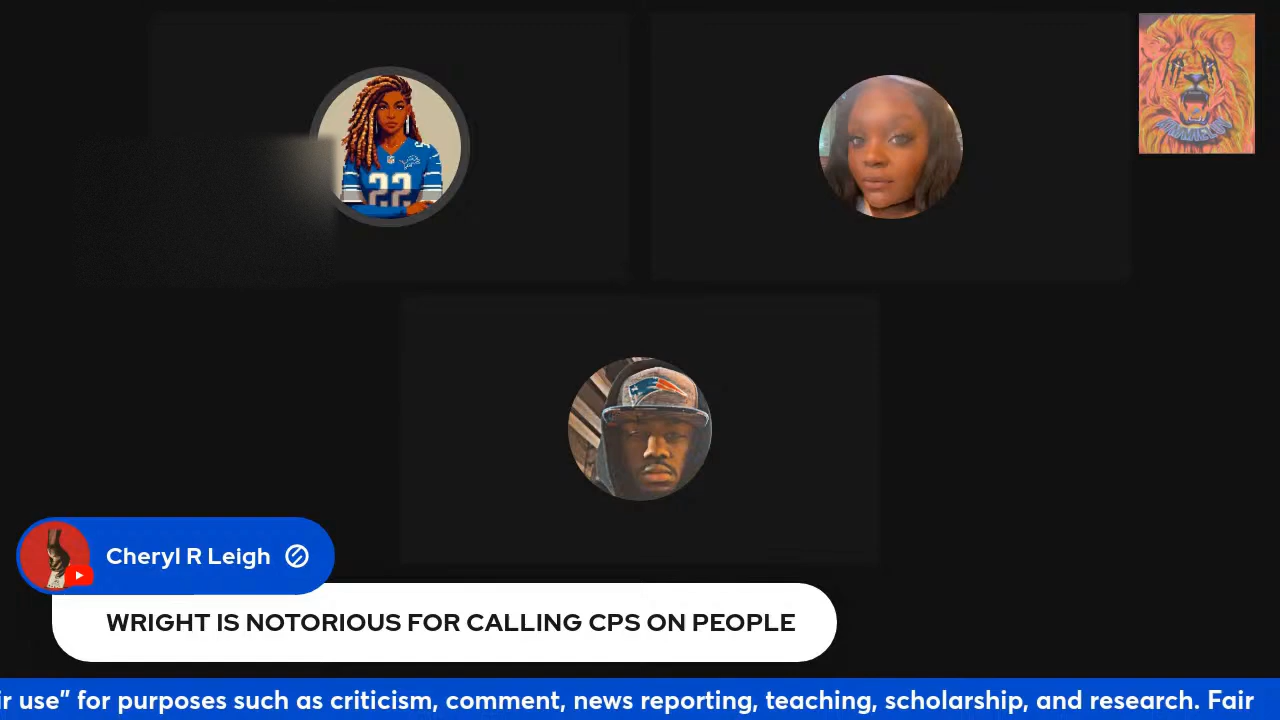 22
Cheryl R Leigh
WRIGHT IS NOTORIOUS FOR CALLING CPS ON PEOPLE
ir use” for purposes such as criticism, comment, news reporting, teaching, scholarship, and research. Fair